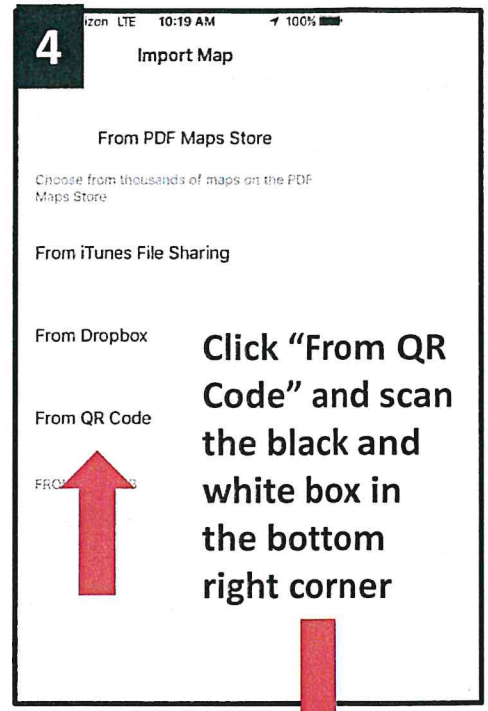 4
izon LTE 10:19 AM 100%
Import Map
From PDF Maps Store
Choose from thousands of maps on the PDF
Maps Store
From iTunes File Sharing
From Dropbox
From QR Code
Click “From QR
Code” and scan
the black and
white box in
the bottom
right corner